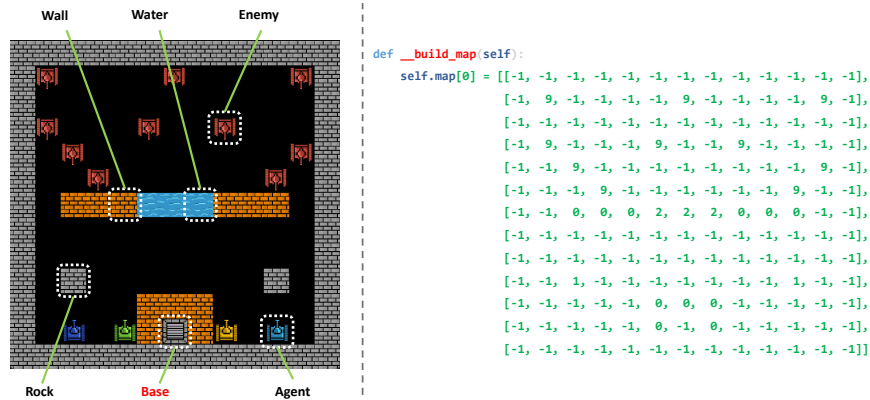 Wall Water Enemy
Rock Base Agent
def __build_map(self):
self.map[0] = [[-1, -1, -1, -1, -1, -1, -1, -1, -1, -1, -1, -1, -1],
[-1, 9, -1, -1, -1, -1, 9, -1, -1, -1, -1, 9, -1],
[-1, -1, -1, -1, -1, -1, -1, -1, -1, -1, -1, -1, -1],
[-1, 9, -1, -1, -1, 9, -1, -1, 9, -1, -1, -1, -1],
[-1, -1, 9, -1, -1, -1, -1, -1, -1, -1, -1, 9, -1],
[-1, -1, -1, 9, -1, -1, -1, -1, -1, -1, 9, -1, -1],
[-1, -1, 0, 0, 0, 2, 2, 2, 0, 0, 0, -1, -1],
[-1, -1, -1, -1, -1, -1, -1, -1, -1, -1, -1, -1, -1],
[-1, -1, -1, -1, -1, -1, -1, -1, -1, -1, -1, -1, -1],
[-1, -1, 1, -1, -1, -1, -1, -1, -1, -1, 1, -1, -1],
[-1, -1, -1, -1, -1, 0, 0, 0, -1, -1, -1, -1, -1],
[-1, -1, -1, -1, -1, 0, -1, 0, -1, -1, -1, -1, -1],
[-1, -1, -1, -1, -1, -1, -1, -1, -1, -1, -1, -1, -1]]